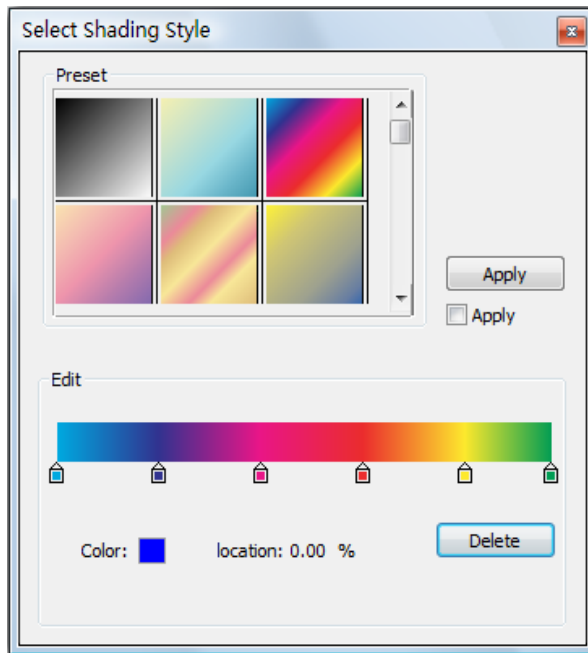 Select Shading Style
Preset
Apply
Apply
Edit
Color:
location: 0.00 %
Delete